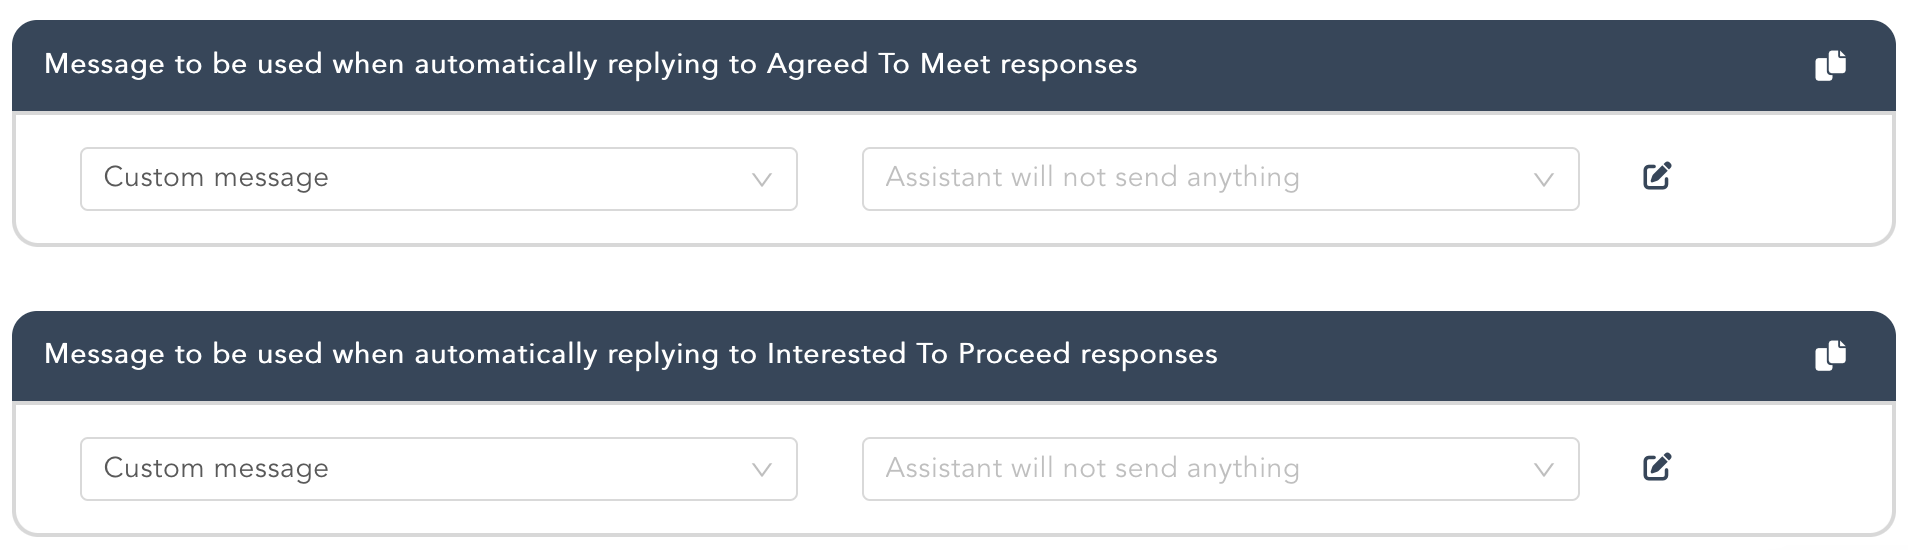 Message to be used when automatically replying to Agreed To Meet responses
Custom message
Assistant will not send anything
Message to be used when automatically replying to Interested To Proceed responses
Custom message
Assistant will not send anything